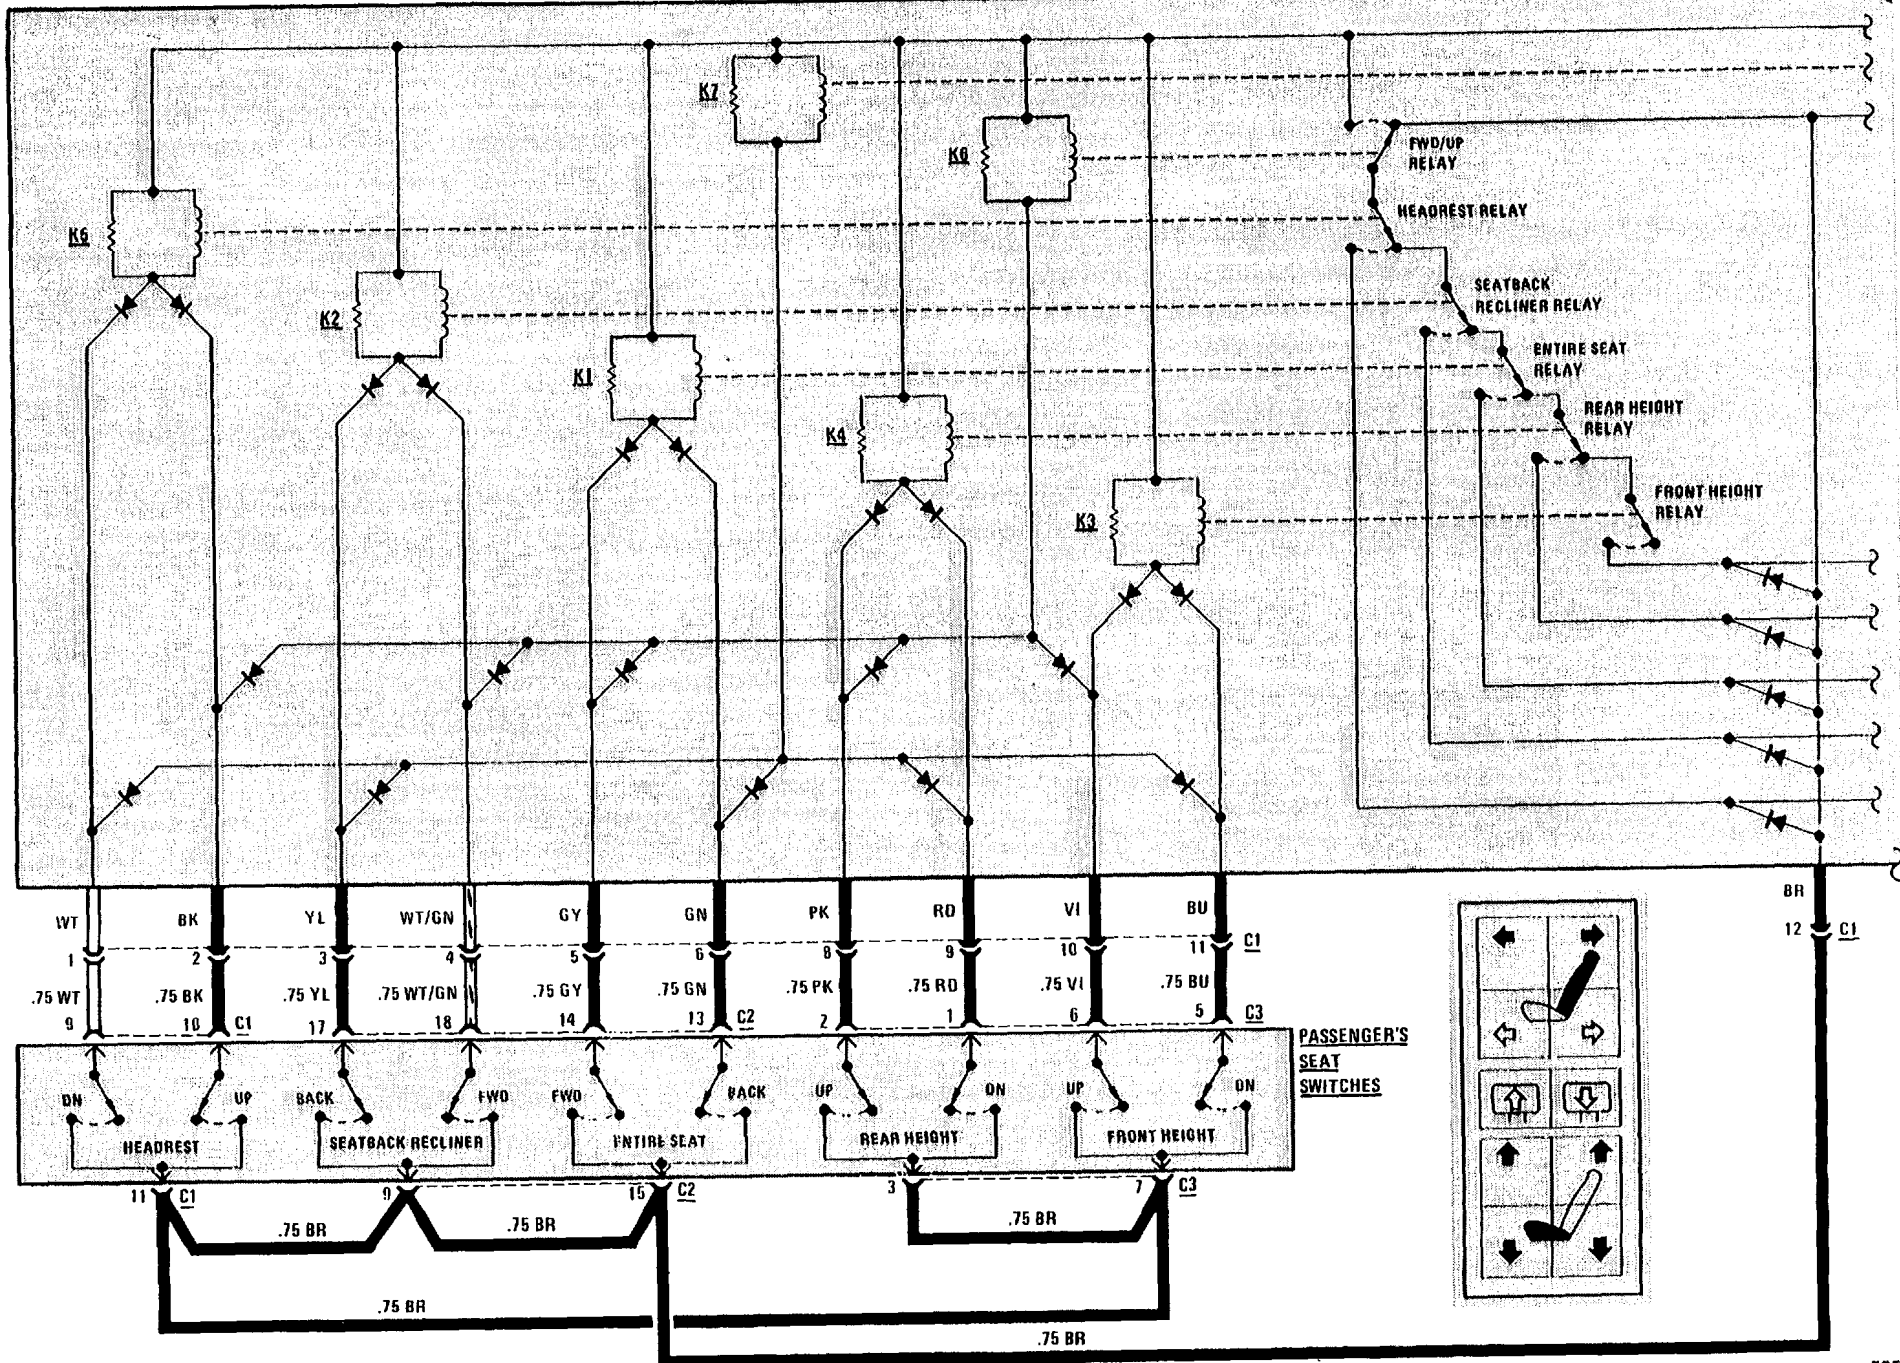 K7
K6
FWD/UP
RELAY
HEADREST RELAY
K6
K2
SEATBACK
RECLINER RELAY
K1
ENTIRE SEAT
RELAY
K4
REAR HEIGHT
RELAY
K3
FRONT HEIGHT
RELAY
WT BK YL WT/GN GY GN PK RD VI BU BR
1 2 3 4 5 6 8 9 10 11 C1 12 C1
.75 WT .75 BK .75 YL .75 WT/GN .75 GY .75 GN .75 PK .75 RD .75 VI .75 BU
9 10 C1 17 18 14 13 C2 2 1 6 5 C3
PASSENGER'S
SEAT
SWITCHES
DN UP BACK FWD FWD BACK UP DN UP DN
HEADREST SEATBACK RECLINER ENTIRE SEAT REAR HEIGHT FRONT HEIGHT
11 C1 9 15 C2 3 7 C3
.75 BR .75 BR .75 BR
.75 BR
.75 BR